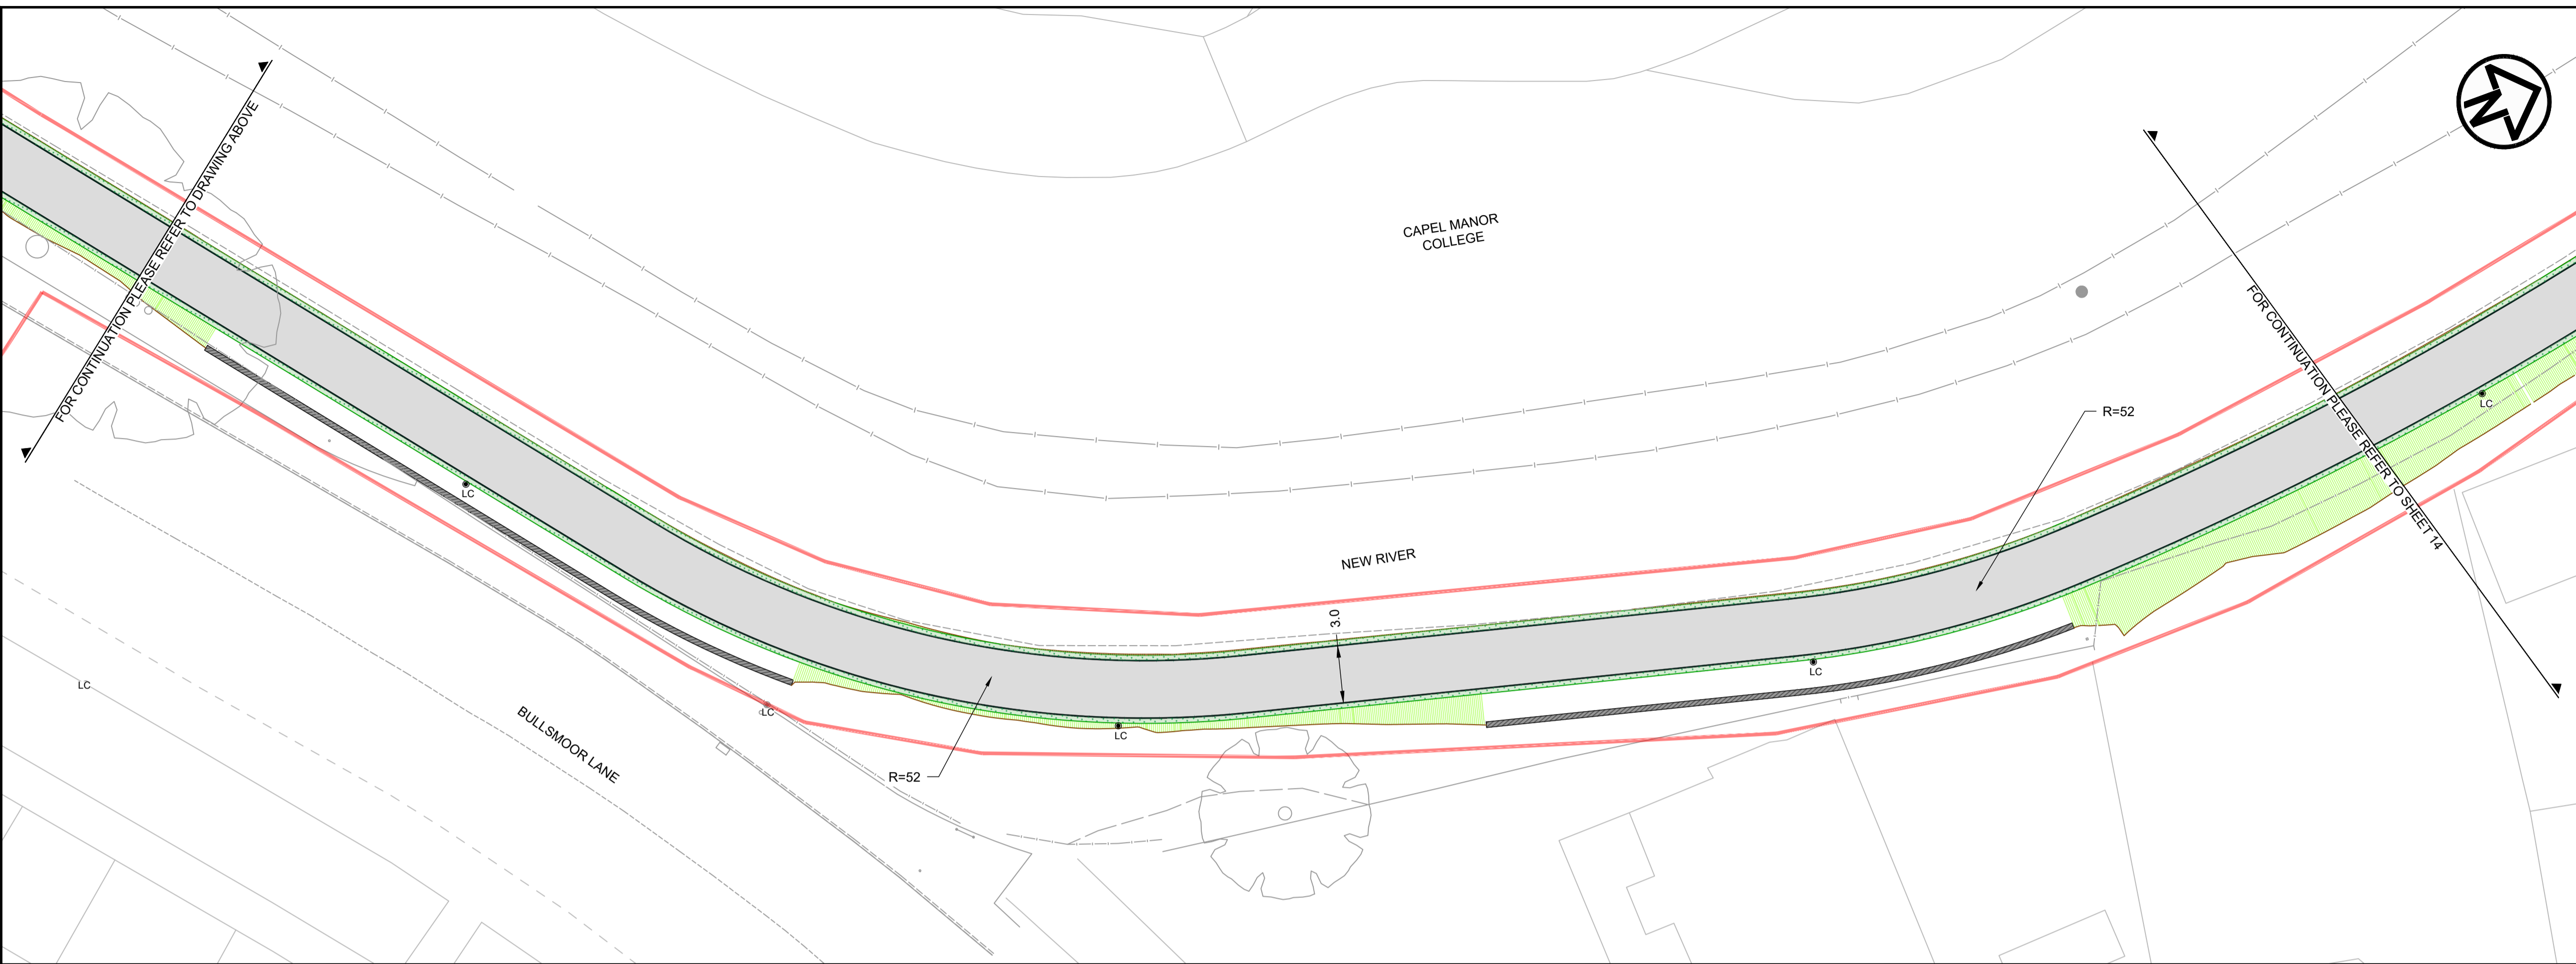 FOR CONTINUATION PLEASE REFER TO DRAWING ABOVE
N
CAPEL MANOR
COLLEGE
FOR CONTINUATION PLEASE REFER TO SHEET 14
R=52
LC
LC
NEW RIVER
3.0
LC
LC
LC
BULLSMOOR LANE
LC
R=52